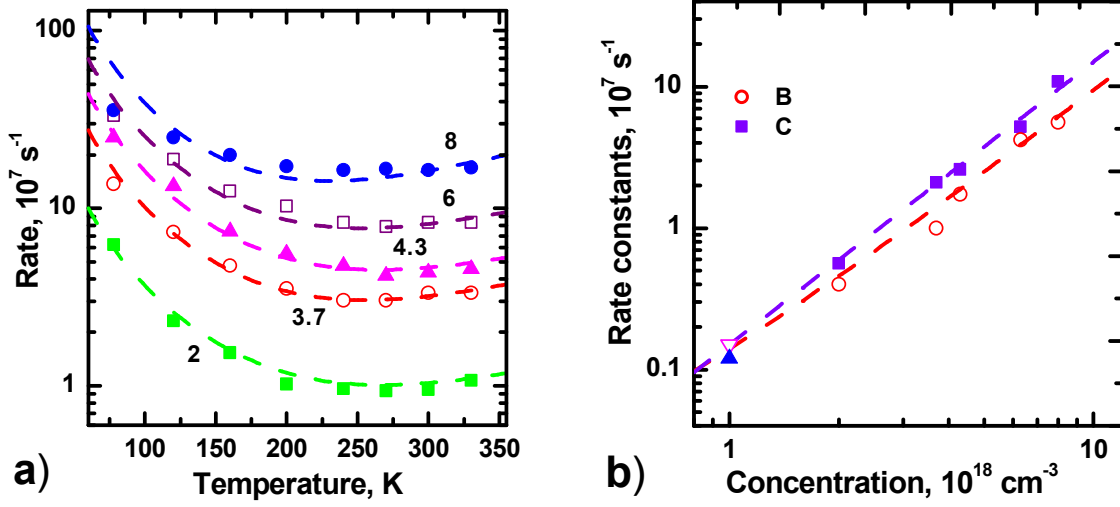 Rate, 10⁷ s⁻¹
100
10
1
8
6
4.3
3.7
2
100 150 200 250 300 350
Temperature, K
a)
Rate constants, 10⁷ s⁻¹
10
1
0.1
B
C
1 10
Concentration, 10¹⁸ cm⁻³
b)